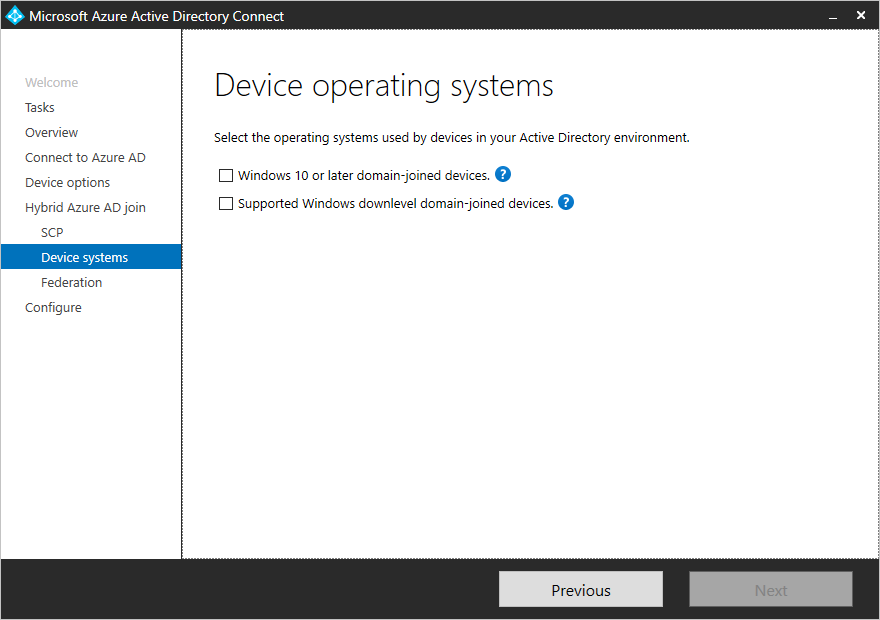 Microsoft Azure Active Directory Connect
Welcome
Tasks
Overview
Connect to Azure AD
Device options
Hybrid Azure AD join
SCP
Device systems
Federation
Configure
Device operating systems
Select the operating systems used by devices in your Active Directory environment.
Windows 10 or later domain-joined devices. ?
Supported Windows downlevel domain-joined devices. ?
Previous
Next